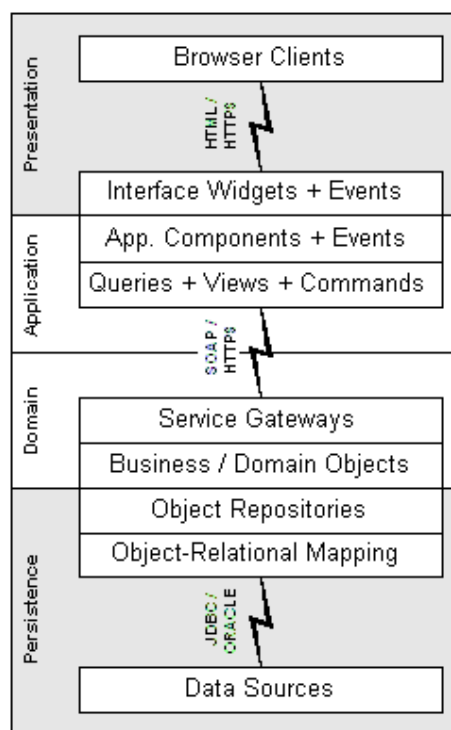 Presentation
Browser Clients
HTML /
HTTPS
Interface Widgets + Events
Application
App. Components + Events
Queries + Views + Commands
SOAP /
HTTPS
Domain
Service Gateways
Business / Domain Objects
Persistence
Object Repositories
Object-Relational Mapping
JDBC /
ORACLE
Data Sources